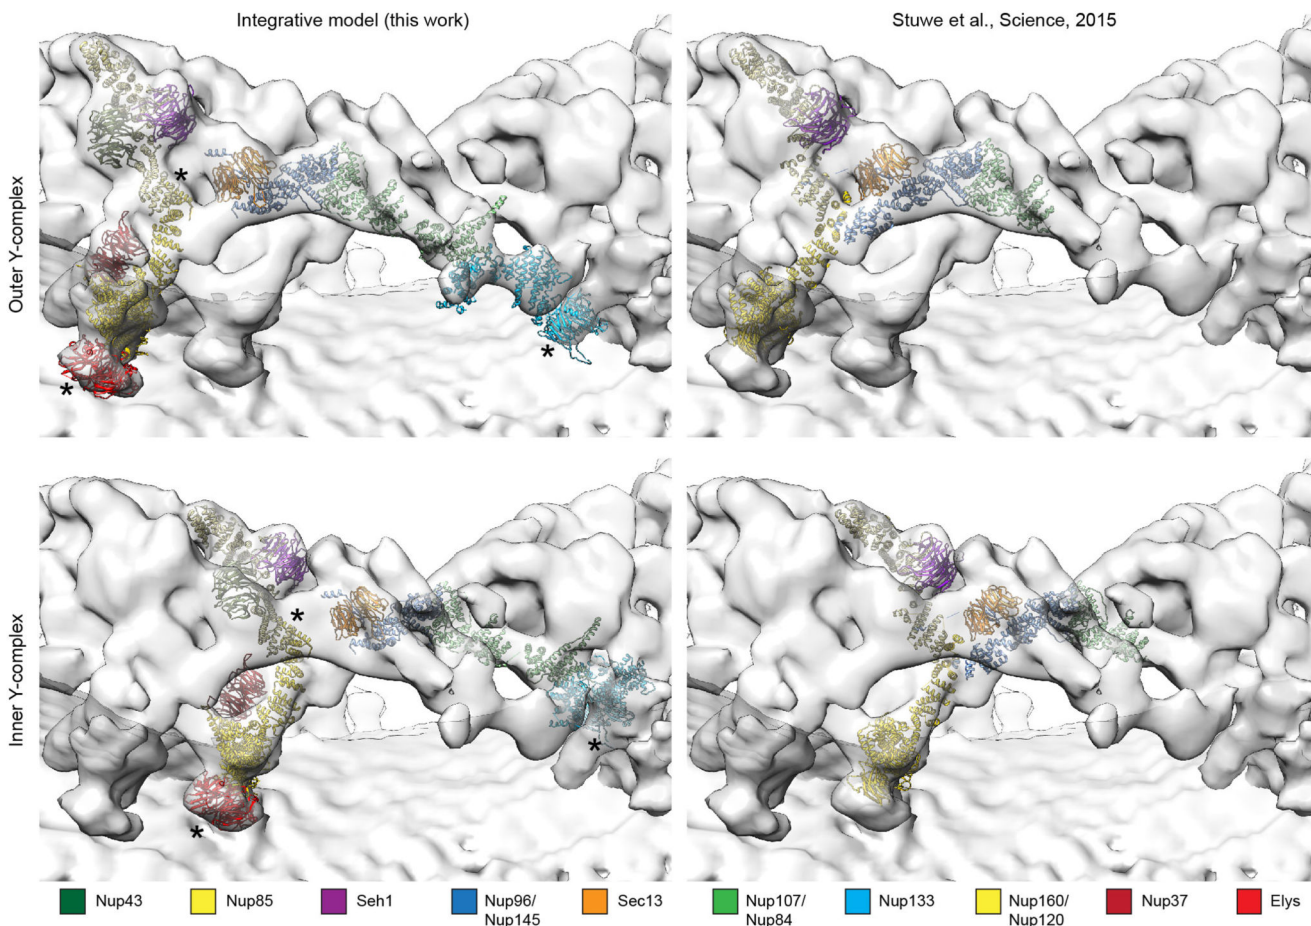 Integrative model (this work)
Stuwe et al., Science, 2015
Outer Y-complex
*
*
*
Inner Y-complex
*
*
*
Nup43
Nup85
Seh1
Nup96/
Nup145
Sec13
Nup107/
Nup84
Nup133
Nup160/
Nup120
Nup37
Elys